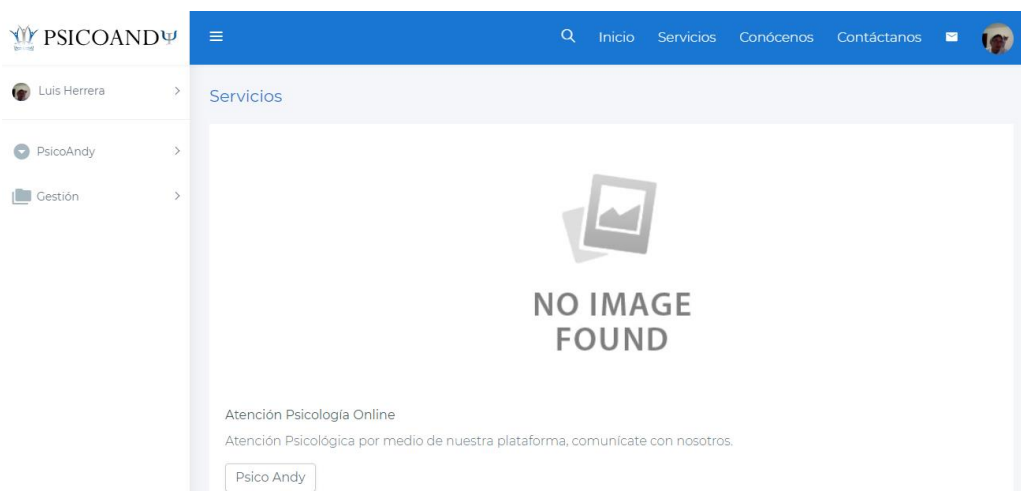 PSICOANDΨ
Inicio Servicios Conócenos Contáctanos
Luis Herrera
PsicoAndy
Gestión
Servicios
NO IMAGE
FOUND
Atención Psicología Online
Atención Psicológica por medio de nuestra plataforma, comunícate con nosotros.
Psico Andy